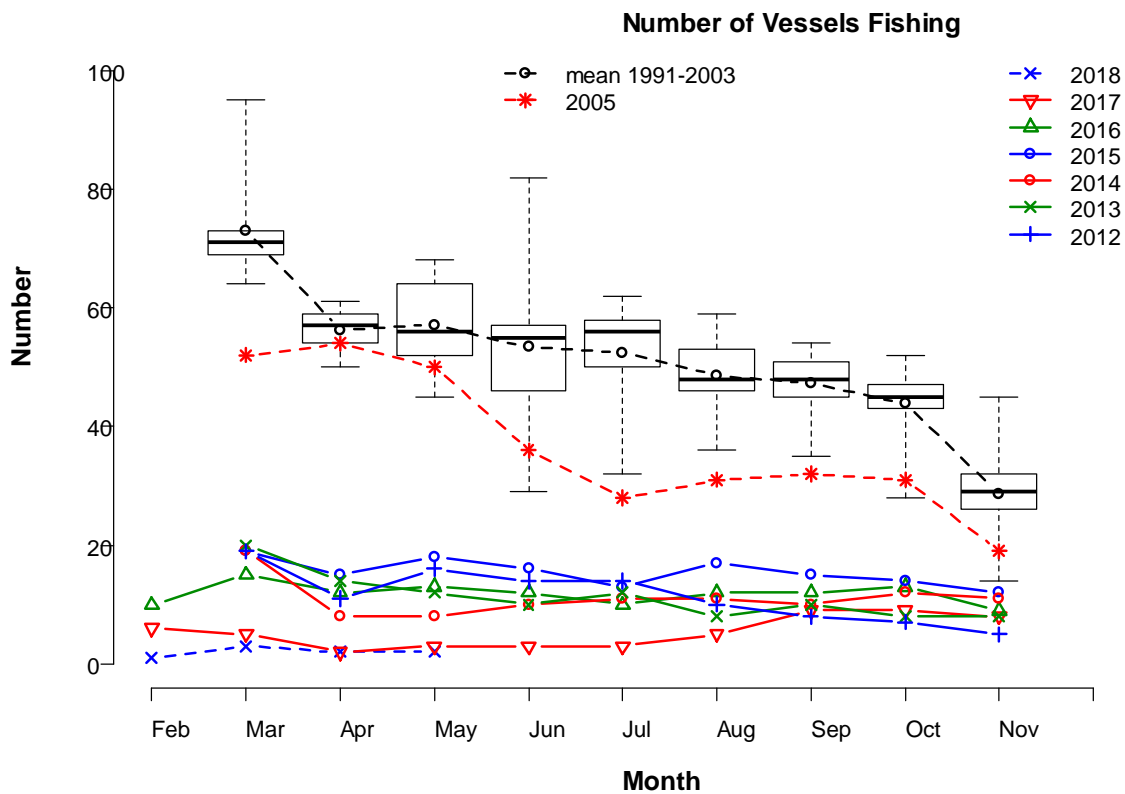 Number of Vessels Fishing
mean 1991-2003
2005
2018
2017
2016
2015
2014
2013
2012
Number
100
80
60
40
20
0
Feb Mar Apr May Jun Jul Aug Sep Oct Nov
Month